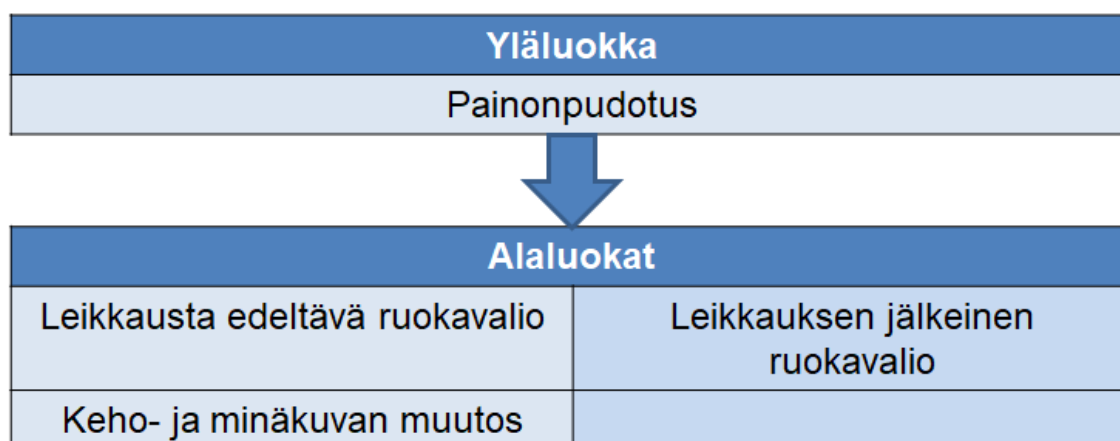 Yläluokka
Painonpudotus
Alaluokat
Leikkausta edeltävä ruokavalio
Leikkauksen jälkeinen
ruokavalio
Keho- ja minäkuvan muutos